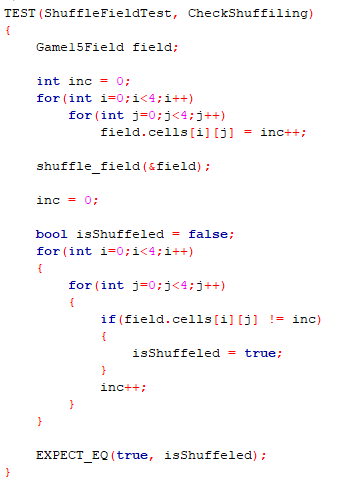 TEST(ShuffleFieldTest, CheckShuffiling)
{
    Game15Field field;

    int inc = 0;
    for(int i=0;i<4;i++)
        for(int j=0;j<4;j++)
            field.cells[i][j] = inc++;

    shuffle_field(&field);

    inc = 0;

    bool isShuffeled = false;
    for(int i=0;i<4;i++)
    {
        for(int j=0;j<4;j++)
        {
            if(field.cells[i][j] != inc)
            {
                isShuffeled = true;
            }
            inc++;
        }
    }

    EXPECT_EQ(true, isShuffeled);
}